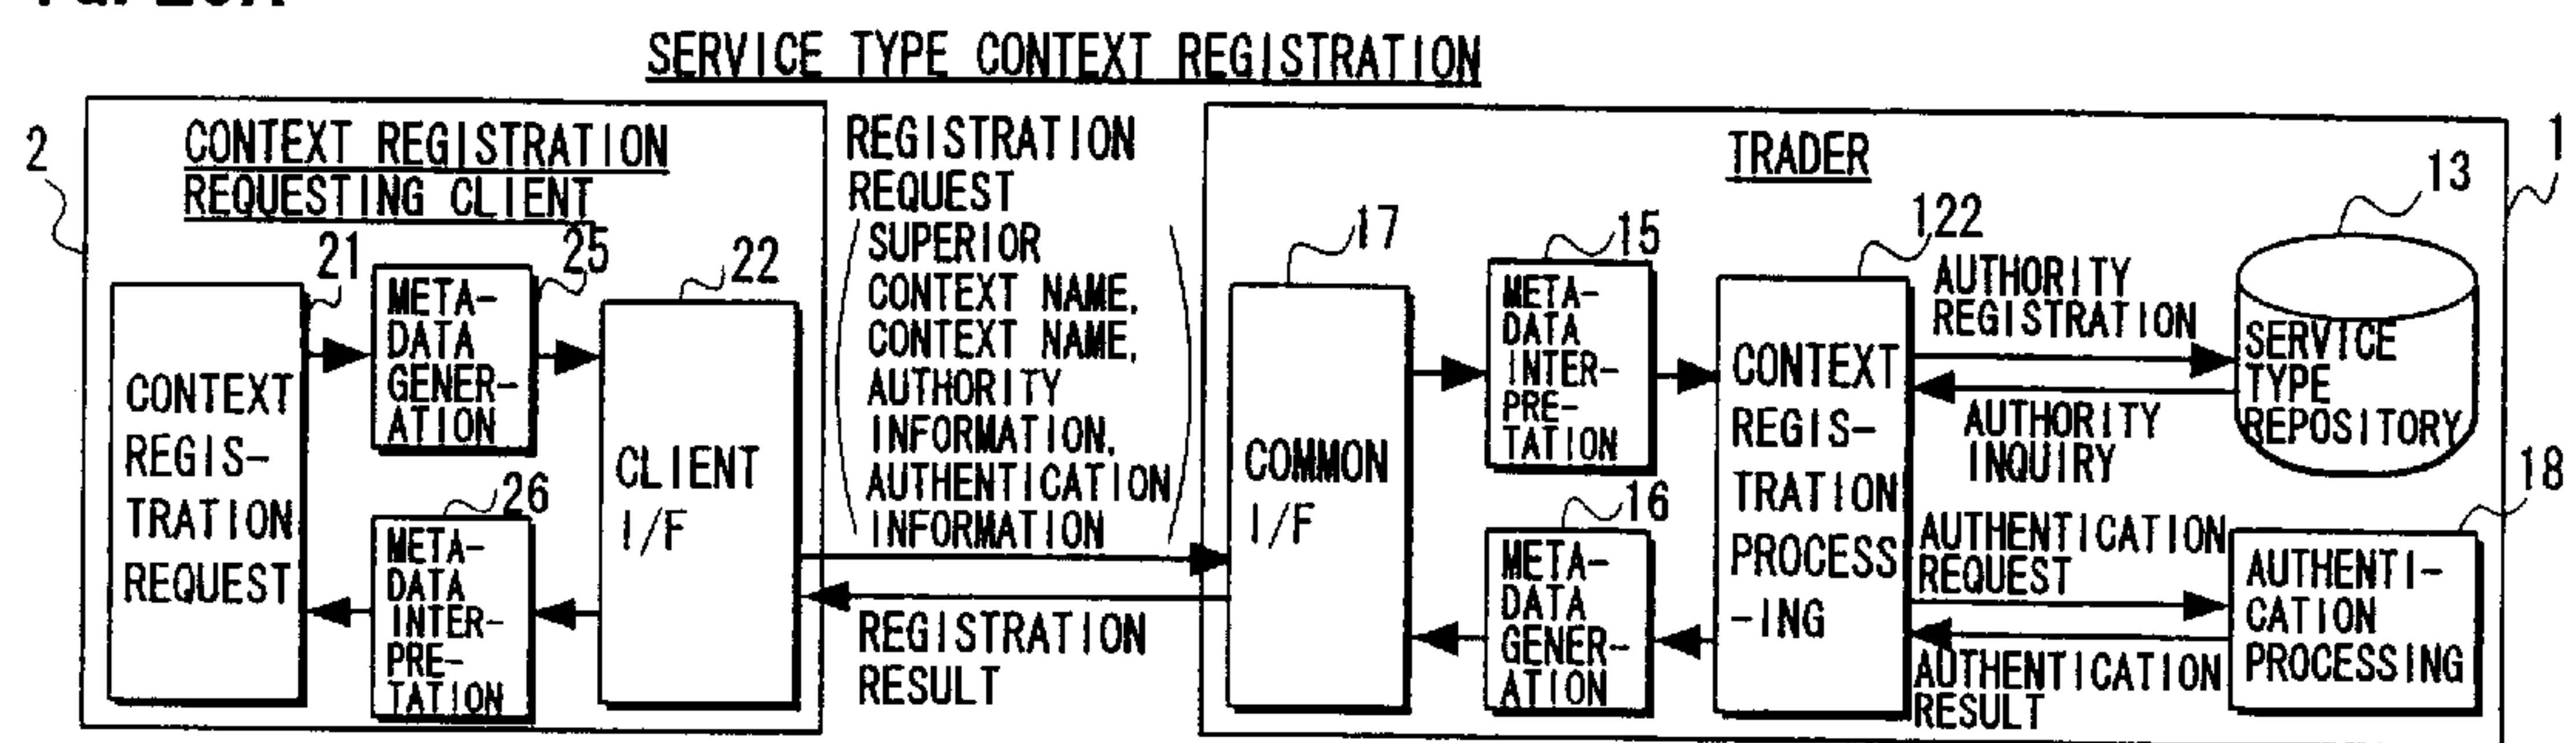 SERVICE TYPE CONTEXT REGISTRATION
2
CONTEXT REGISTRATION
REQUESTING CLIENT
21
CONTEXT
REGIS-
TRATION
REQUEST
25
META-
DATA
GENER-
ATION
26
META-
DATA
INTER-
PRE-
TATION
22
CLIENT
I/F
REGISTRATION
REQUEST
SUPERIOR
CONTEXT NAME,
CONTEXT NAME,
AUTHORITY
INFORMATION,
AUTHENTICATION
INFORMATION
REGISTRATION
RESULT
TRADER
1
17
COMMON
I/F
15
META-
DATA
INTER-
PRE-
TATION
16
META-
DATA
GENER-
ATION
122
CONTEXT
REGIS-
TRATION
PROCESS
-ING
AUTHORITY
REGISTRATION
AUTHORITY
INQUIRY
13
SERVICE
TYPE
REPOSITORY
AUTHENTICATION
REQUEST
AUTHENTICATION
RESULT
18
AUTHENTI-
CATION
PROCESSING